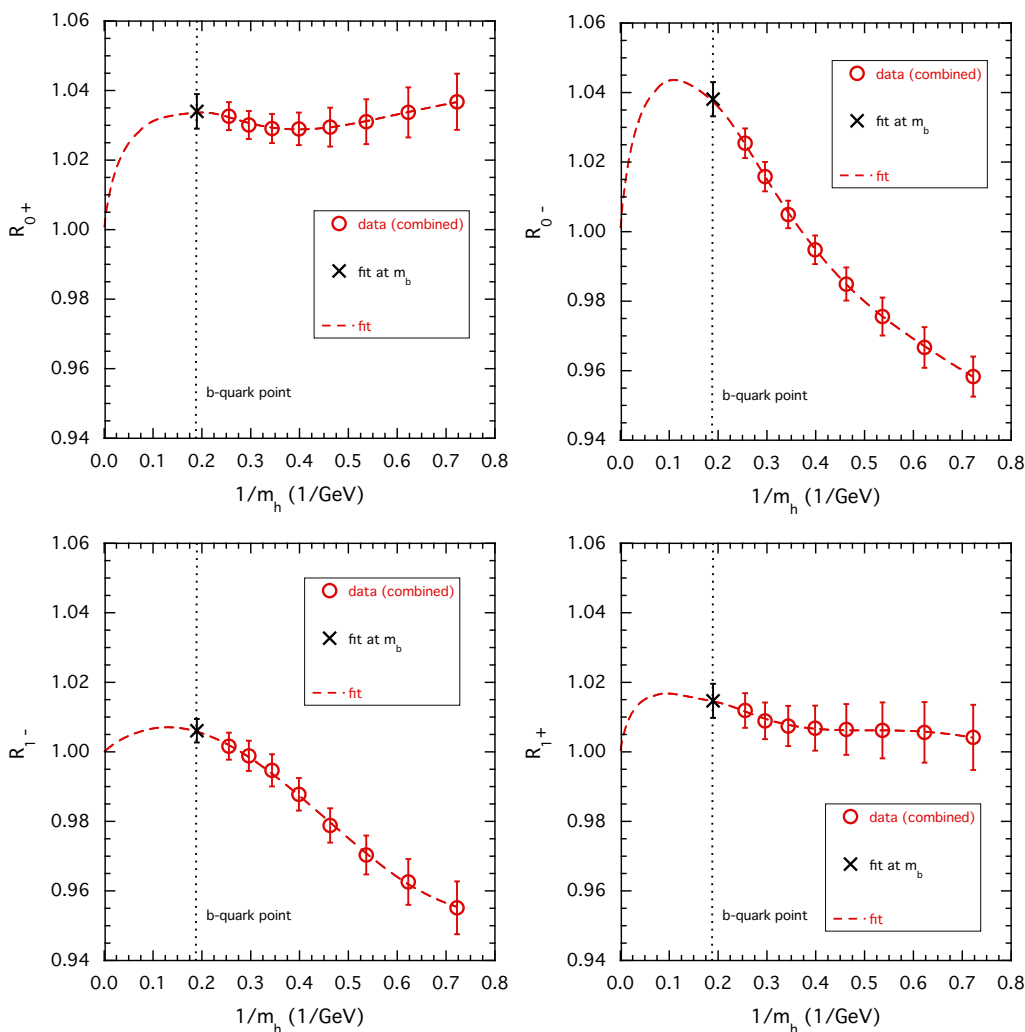 1.06
1.04
1.02
1.00
0.98
0.96
0.94
R0+
data (combined)
fit at mb
fit
b-quark point
0.0 0.1 0.2 0.3 0.4 0.5 0.6 0.7 0.8
1/mh (1/GeV)
1.06
1.04
1.02
1.00
0.98
0.96
0.94
R0-
data (combined)
fit at mb
fit
b-quark point
0.0 0.1 0.2 0.3 0.4 0.5 0.6 0.7 0.8
1/mh (1/GeV)
1.06
1.04
1.02
1.00
0.98
0.96
0.94
R1-
data (combined)
fit at mb
fit
b-quark point
0.0 0.1 0.2 0.3 0.4 0.5 0.6 0.7 0.8
1/mh (1/GeV)
1.06
1.04
1.02
1.00
0.98
0.96
0.94
R1+
data (combined)
fit at mb
fit
b-quark point
0.0 0.1 0.2 0.3 0.4 0.5 0.6 0.7 0.8
1/mh (1/GeV)